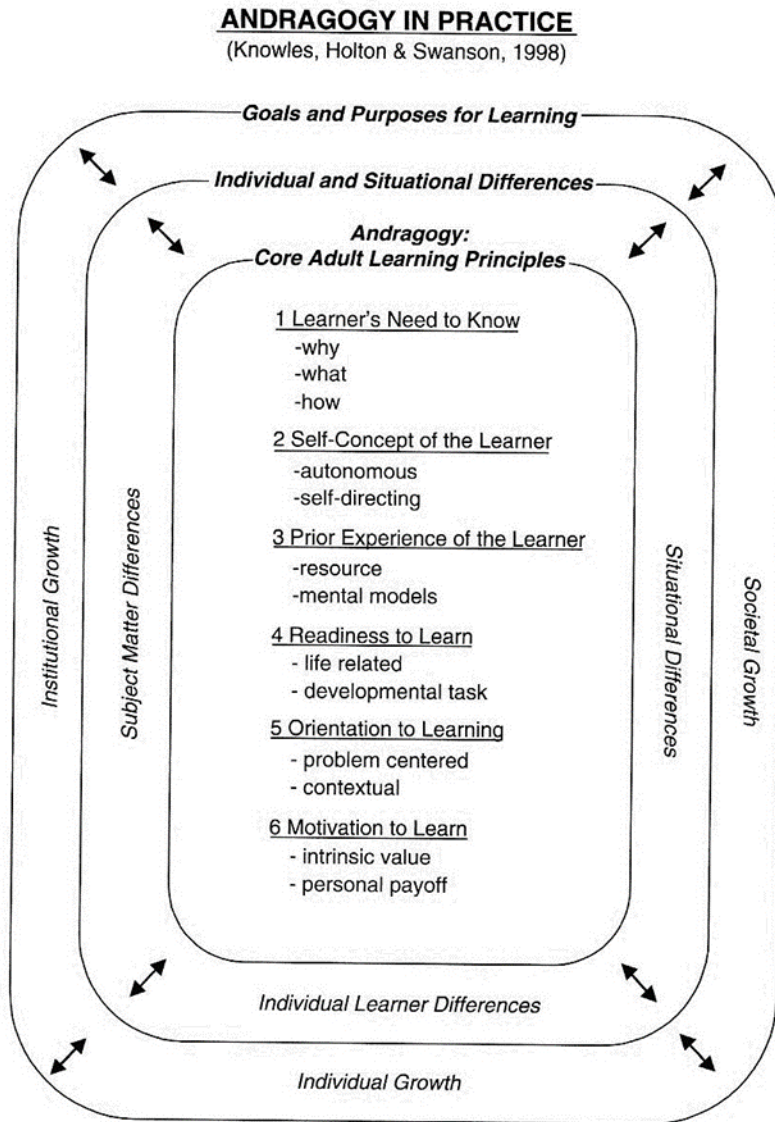 ANDRAGOGY IN PRACTICE
(Knowles, Holton & Swanson, 1998)
Goals and Purposes for Learning
Individual and Situational Differences
Andragogy:
Core Adult Learning Principles
1 Learner's Need to Know
-why
-what
-how
2 Self-Concept of the Learner
-autonomous
-self-directing
3 Prior Experience of the Learner
-resource
-mental models
4 Readiness to Learn
- life related
- developmental task
5 Orientation to Learning
- problem centered
- contextual
6 Motivation to Learn
- intrinsic value
- personal payoff
Institutional Growth
Subject Matter Differences
Situational Differences
Societal Growth
Individual Learner Differences
Individual Growth